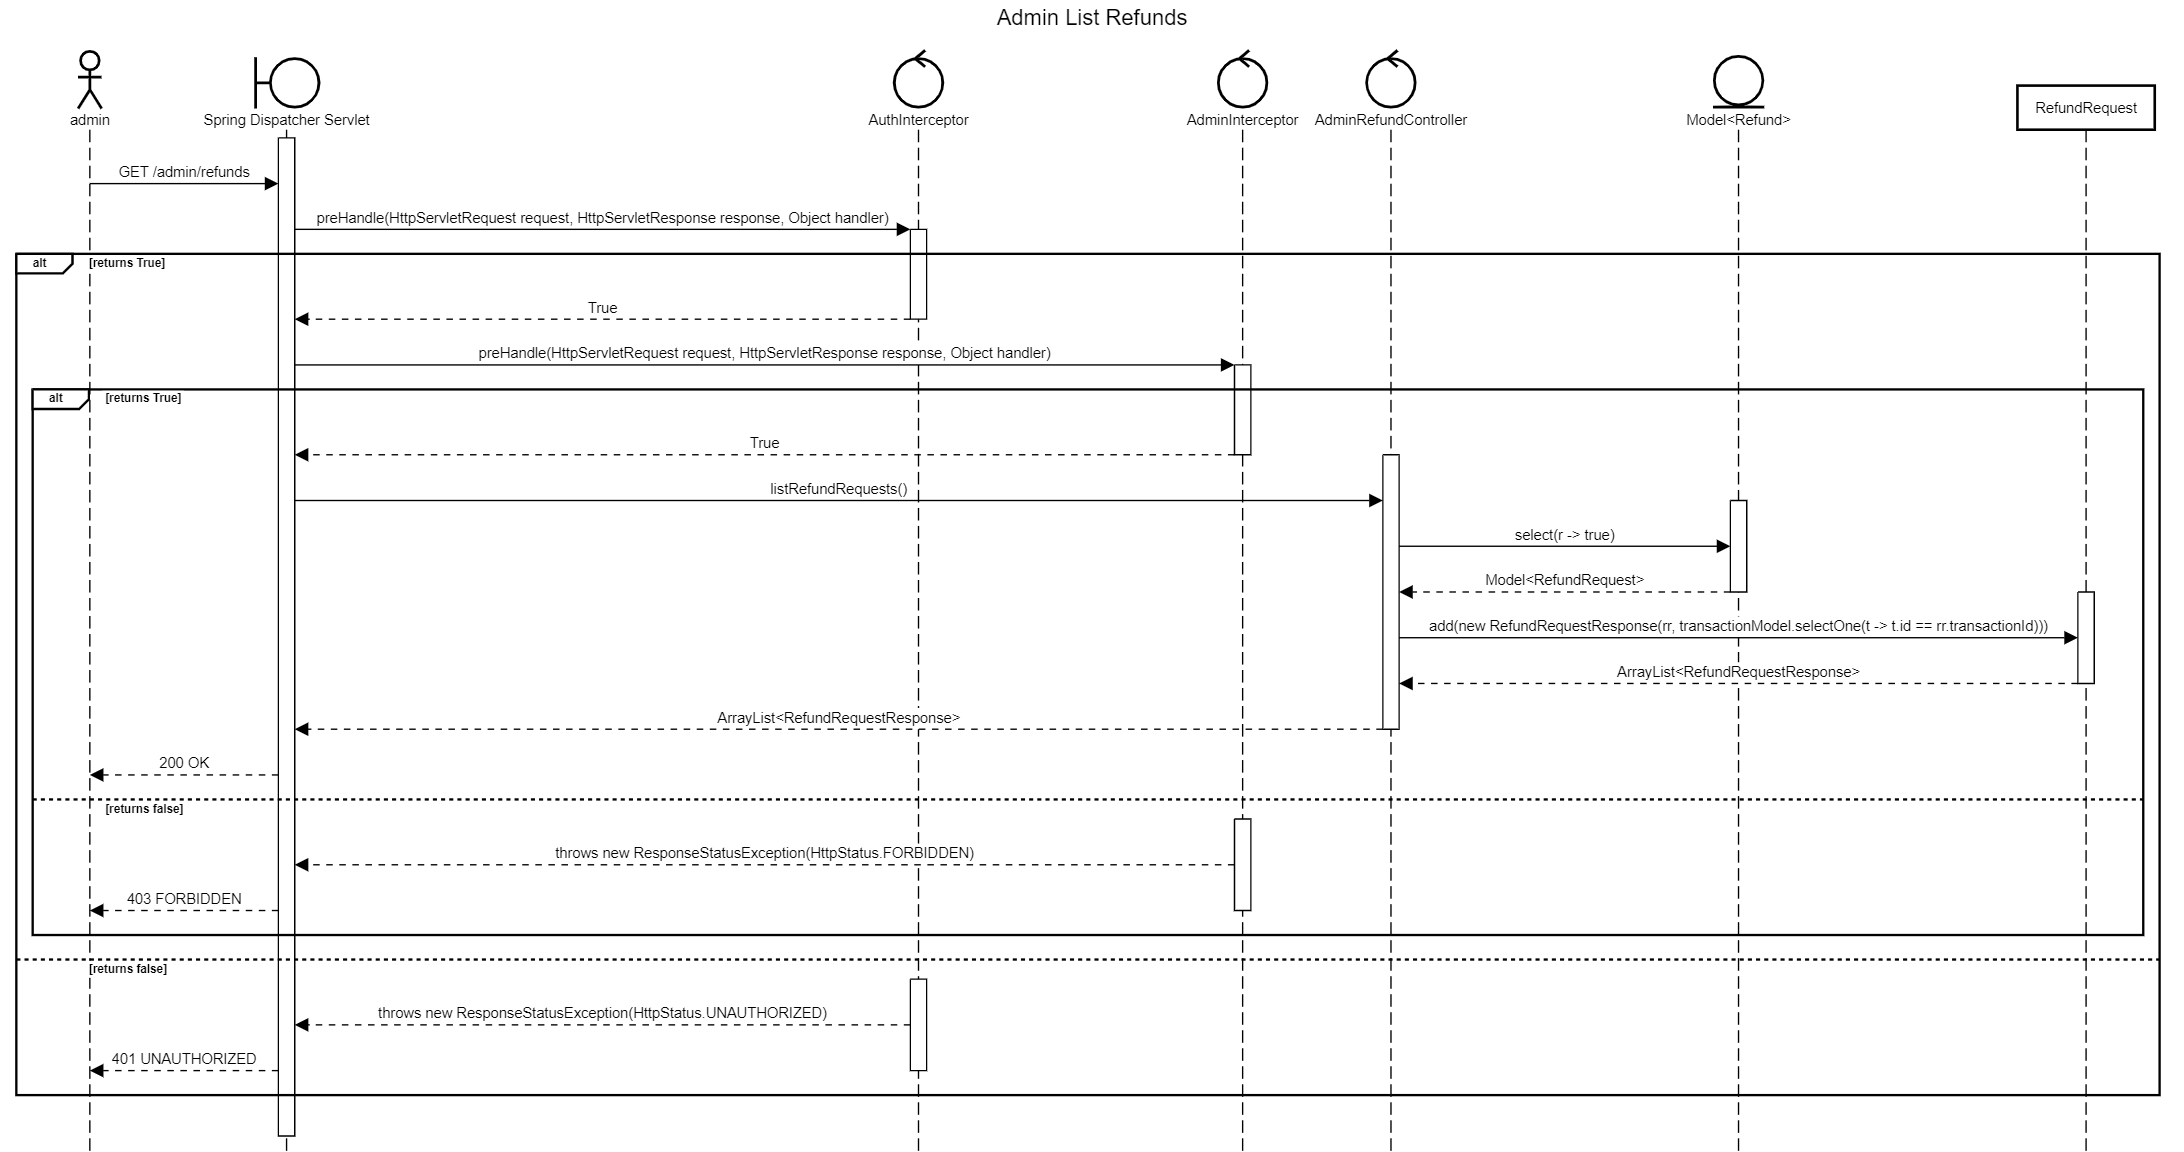 Admin List Refunds
admin
Spring Dispatcher Servlet
AuthInterceptor
AdminInterceptor
AdminRefundController
Model<Refund>
RefundRequest
GET /admin/refunds
preHandle(HttpServletRequest request, HttpServletResponse response, Object handler)
alt
[returns True]
True
preHandle(HttpServletRequest request, HttpServletResponse response, Object handler)
alt
[returns True]
True
listRefundRequests()
select(r -> true)
Model<RefundRequest>
add(new RefundRequestResponse(rr, transactionModel.selectOne(t -> t.id == rr.transactionId)))
ArrayList<RefundRequestResponse>
ArrayList<RefundRequestResponse>
200 OK
[returns false]
throws new ResponseStatusException(HttpStatus.FORBIDDEN)
403 FORBIDDEN
[returns false]
throws new ResponseStatusException(HttpStatus.UNAUTHORIZED)
401 UNAUTHORIZED